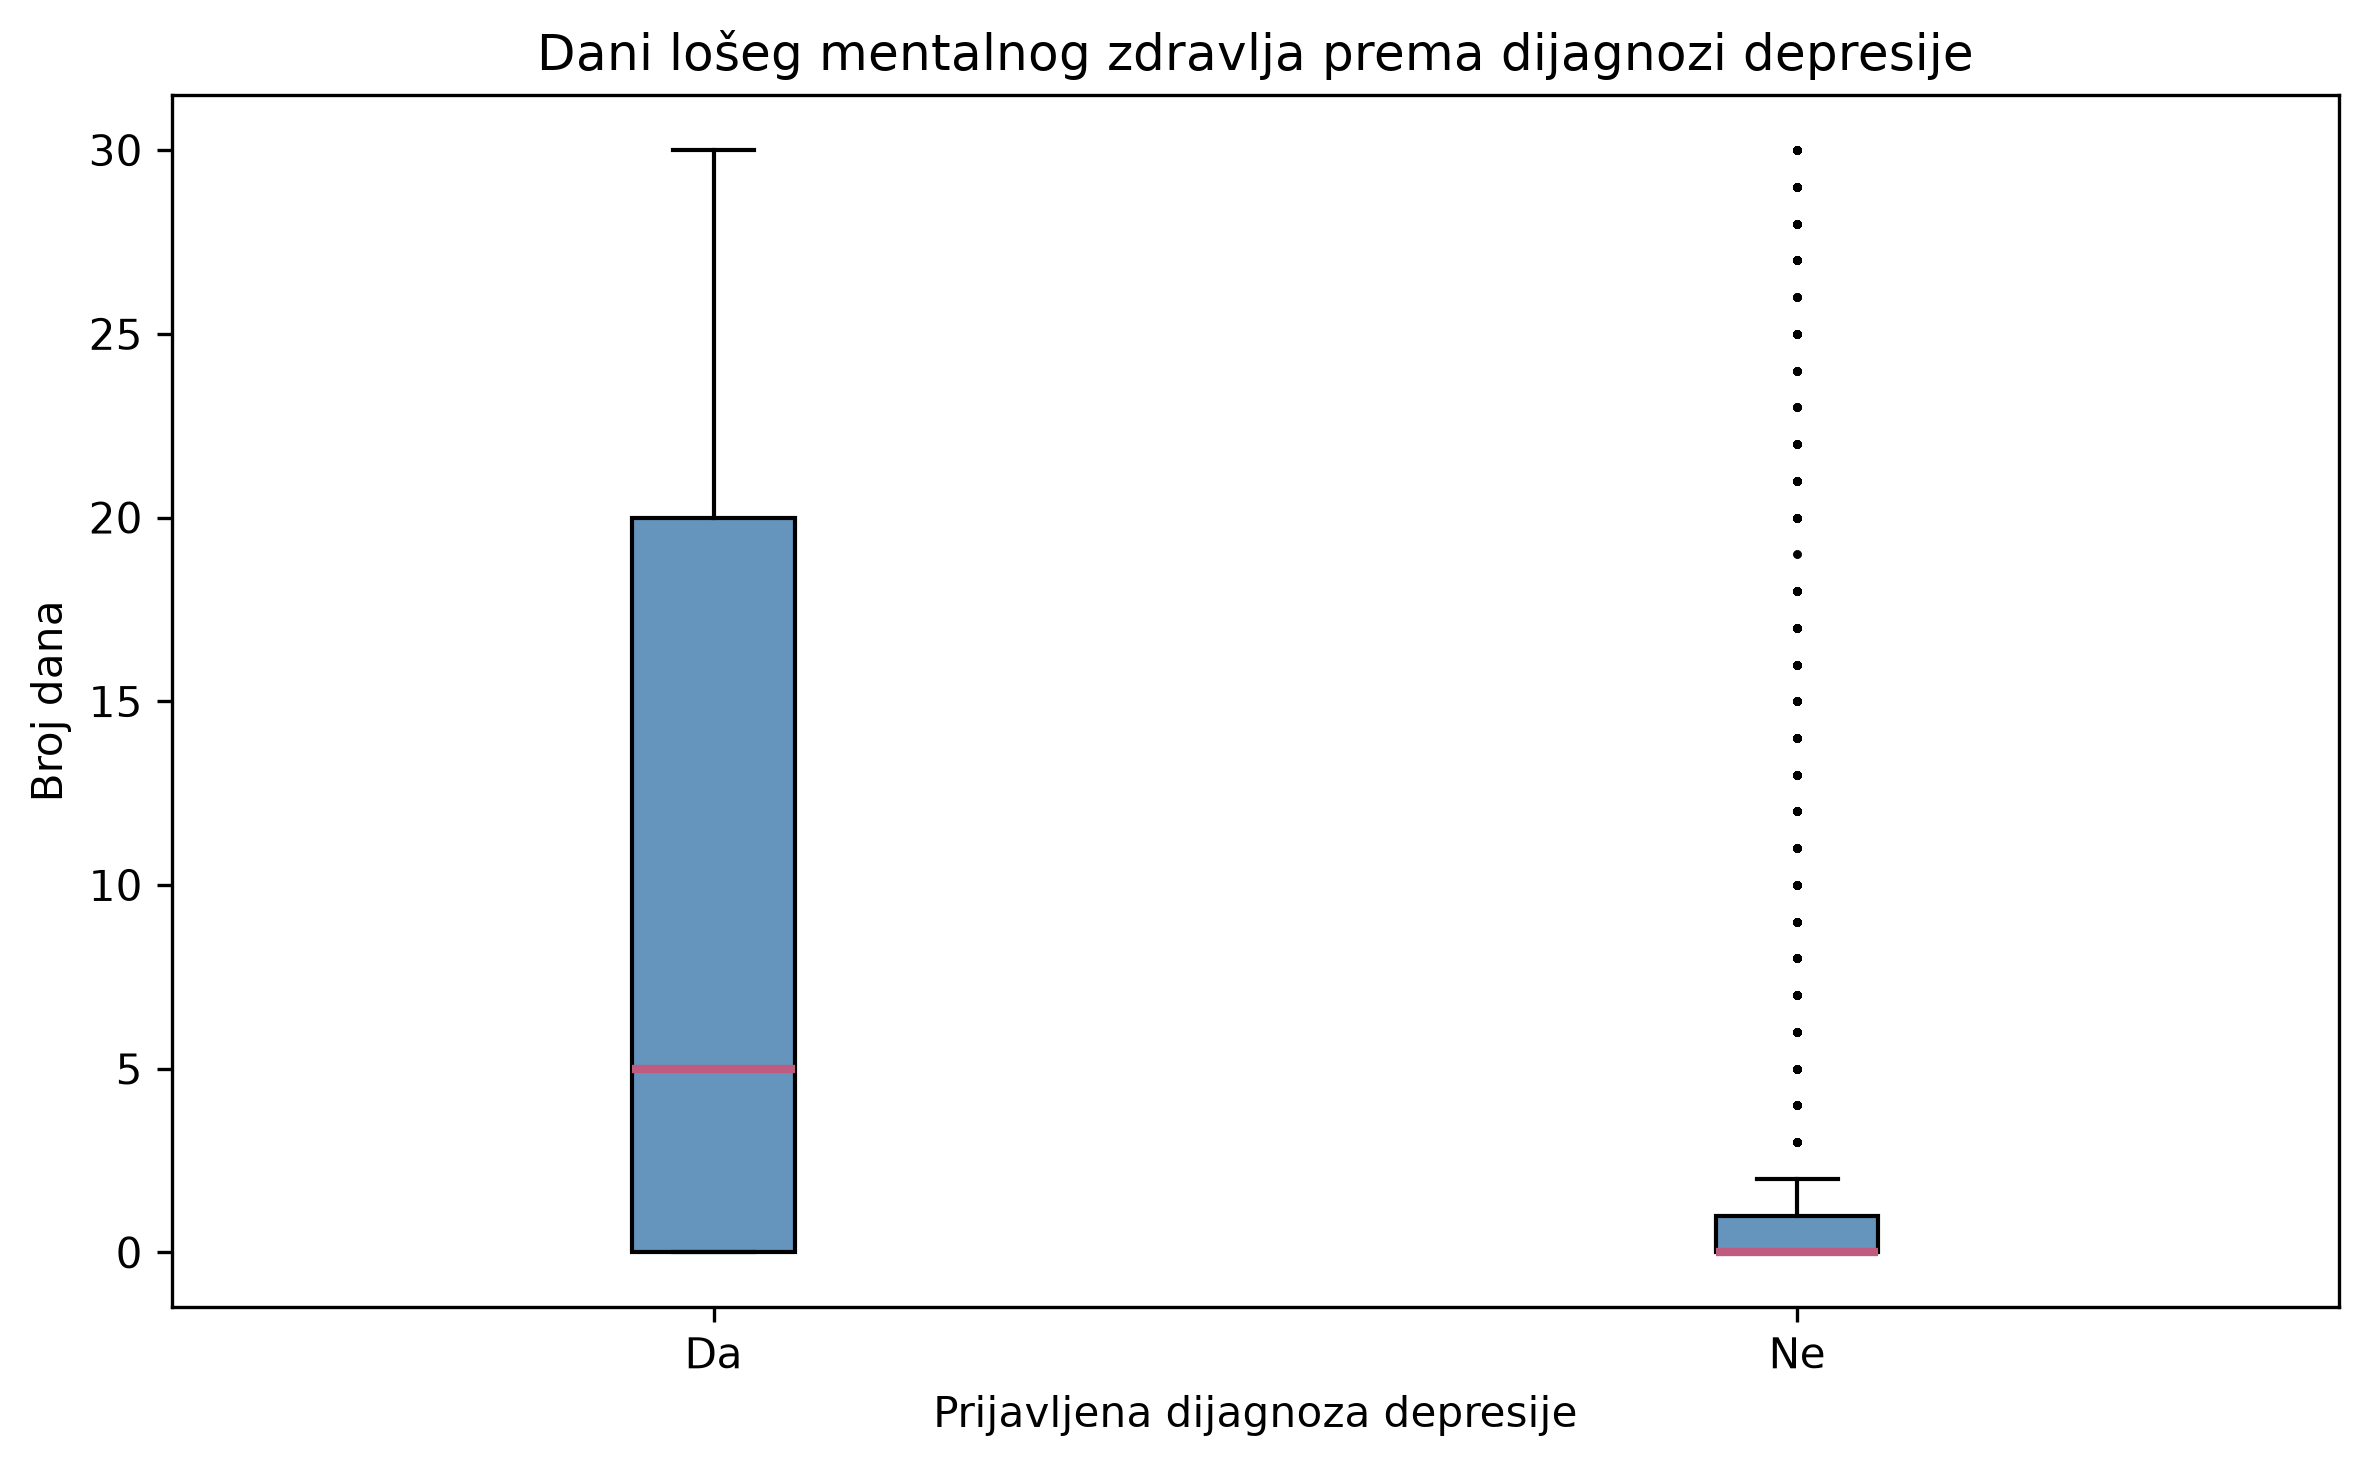 Dani lošeg mentalnog zdravlja prema dijagnozi depresije
Broj dana
30
25
20
15
10
5
0
Da
Ne
Prijavljena dijagnoza depresije